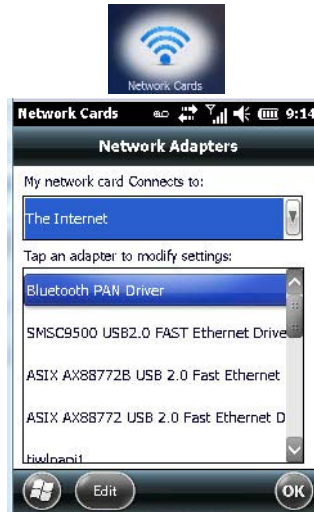 Network Cards
Network Cards 9:14
Network Adapters
My network card Connects to:
The Internet
Tap an adapter to modify settings:
Bluetooth PAN Driver
SMSC9500 USB2.0 FAST Ethernet Drive
ASIX AX88772B USB 2.0 Fast Ethernet
ASIX AX88772 USB 2.0 Fast Ethernet D
tiwlnapi1
Edit
OK